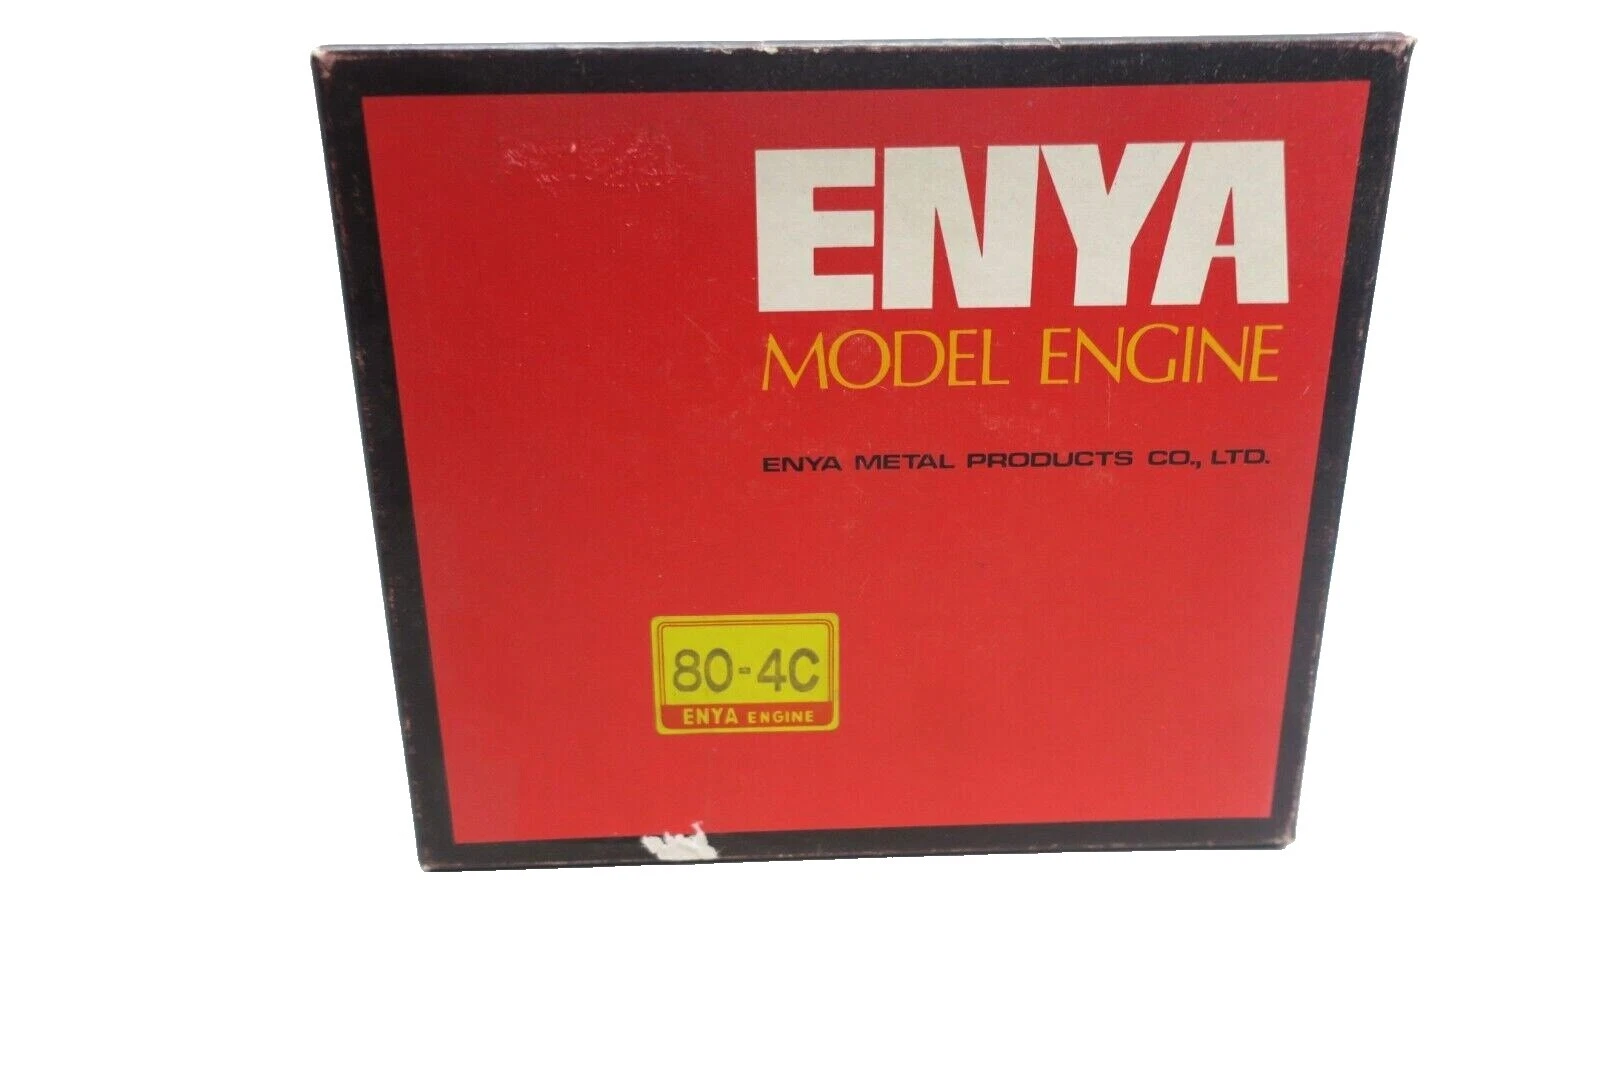 ENYA
MODEL ENGINE
ENYA METAL PRODUCTS CO., LTD.
80-4C
ENYA ENGINE